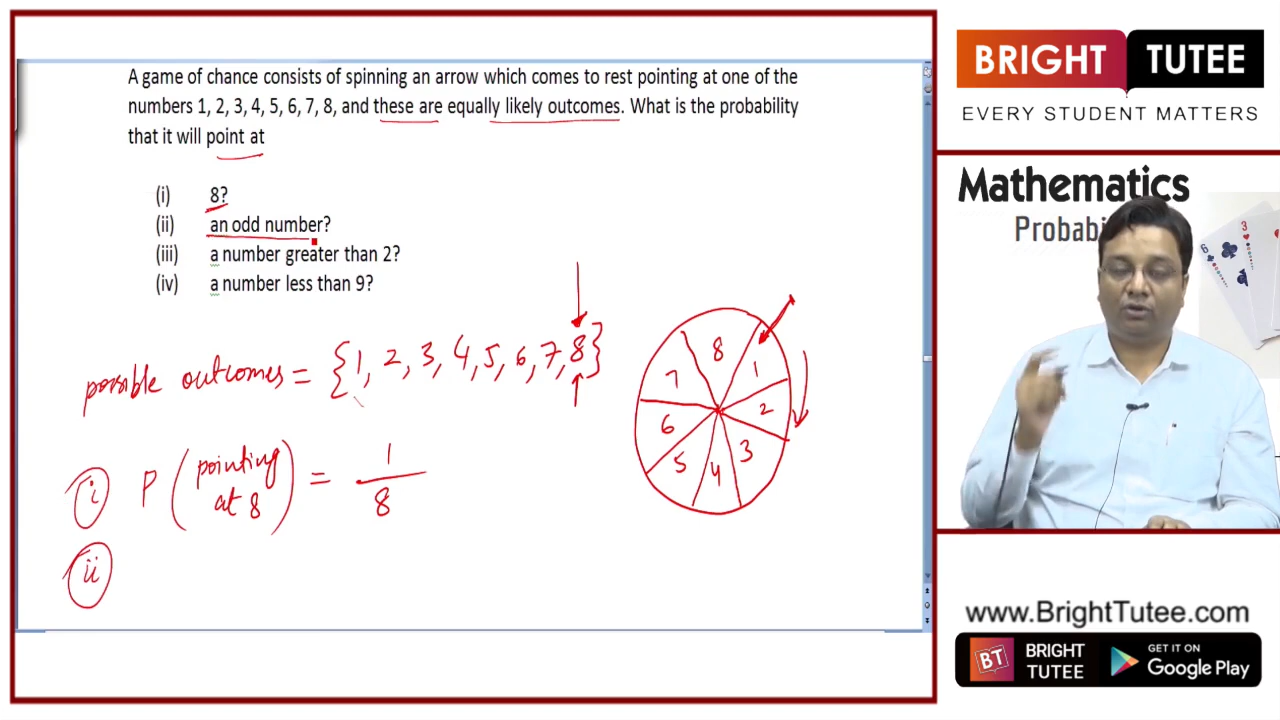 A game of chance consists of spinning an arrow which comes to rest pointing at one of the
numbers 1, 2, 3, 4, 5, 6, 7, 8, and these are equally likely outcomes. What is the probability
that it will point at
(i) 8?
(ii) an odd number?
(iii) a number greater than 2?
(iv) a number less than 9?
possible outcomes = {1, 2, 3, 4, 5, 6, 7, 8}
8
1
2
3
4
5
6
7
i P (pointing at 8) = 1/8
ii
BRIGHT TUTEE
EVERY STUDENT MATTERS
Mathematics
3
6
www.BrightTutee.com
BT BRIGHT TUTEE
GET IT ON
Google Play